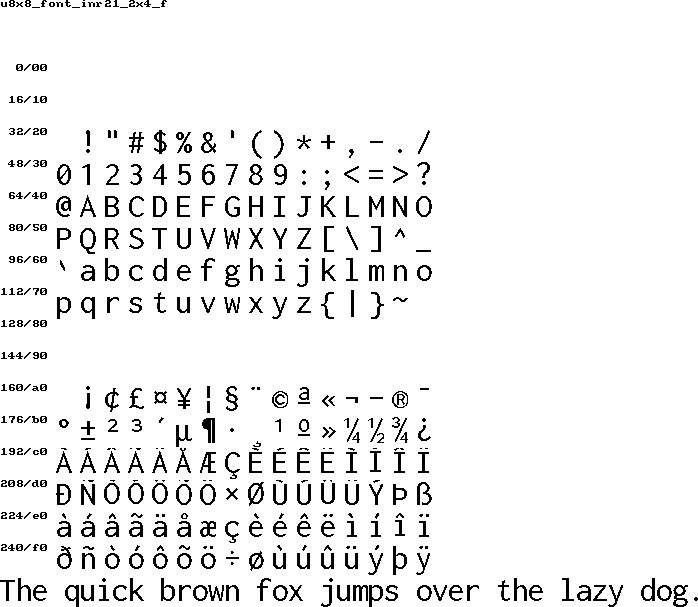 u8x8_font_inr21_2x4_f
0/00
16/10
32/20 ! " # $ % & ' ( ) * + , - . /
48/30 0 1 2 3 4 5 6 7 8 9 : ; < = > ?
64/40 @ A B C D E F G H I J K L M N O
80/50 P Q R S T U V W X Y Z [ \ ] ^ _
96/60 ` a b c d e f g h i j k l m n o
112/70 p q r s t u v w x y z { | } ~
128/80
144/90
160/a0 ¡ ¢ £ ¤ ¥ ¦ § ¨ © ª « ¬ - ® ¯
176/b0 ° ± ² ³ ´ µ ¶ · ¸ ¹ º » ¼ ½ ¾ ¿
192/c0 À Á Â Ã Ä Å Æ Ç È É Ê Ë Ì Í Î Ï
208/d0 Ð Ñ Ò Ó Ô Õ Ö × Ø Ù Ú Û Ü Ý Þ ß
224/e0 à á â ã ä å æ ç è é ê ë ì í î ï
240/f0 ð ñ ò ó ô õ ö ÷ ø ù ú û ü ý þ ÿ
The quick brown fox jumps over the lazy dog.